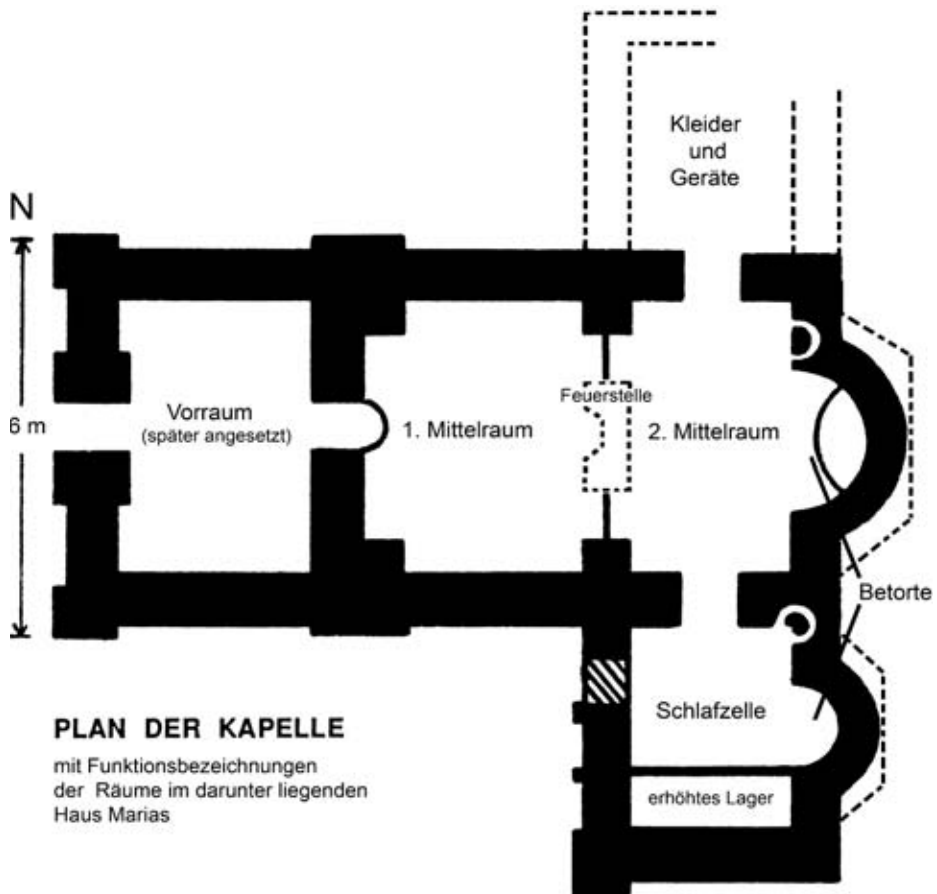 Kleider
und
Geräte
N
6 m
Vorraum
(später angesetzt)
1. Mittelraum
Feuerstelle
2. Mittelraum
Betorte
Schlafzelle
erhöhtes Lager
PLAN DER KAPELLE
mit Funktionsbezeichnungen
der Räume im darunter liegenden
Haus Marias